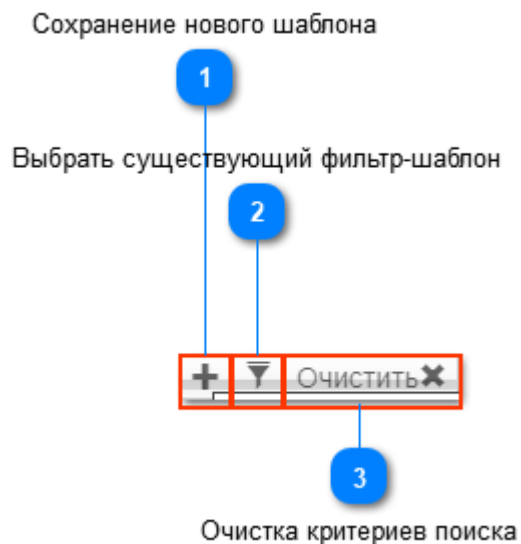 Сохранение нового шаблона
1
Выбрать существующий фильтр-шаблон
2
Очистить
3
Очистка критериев поиска